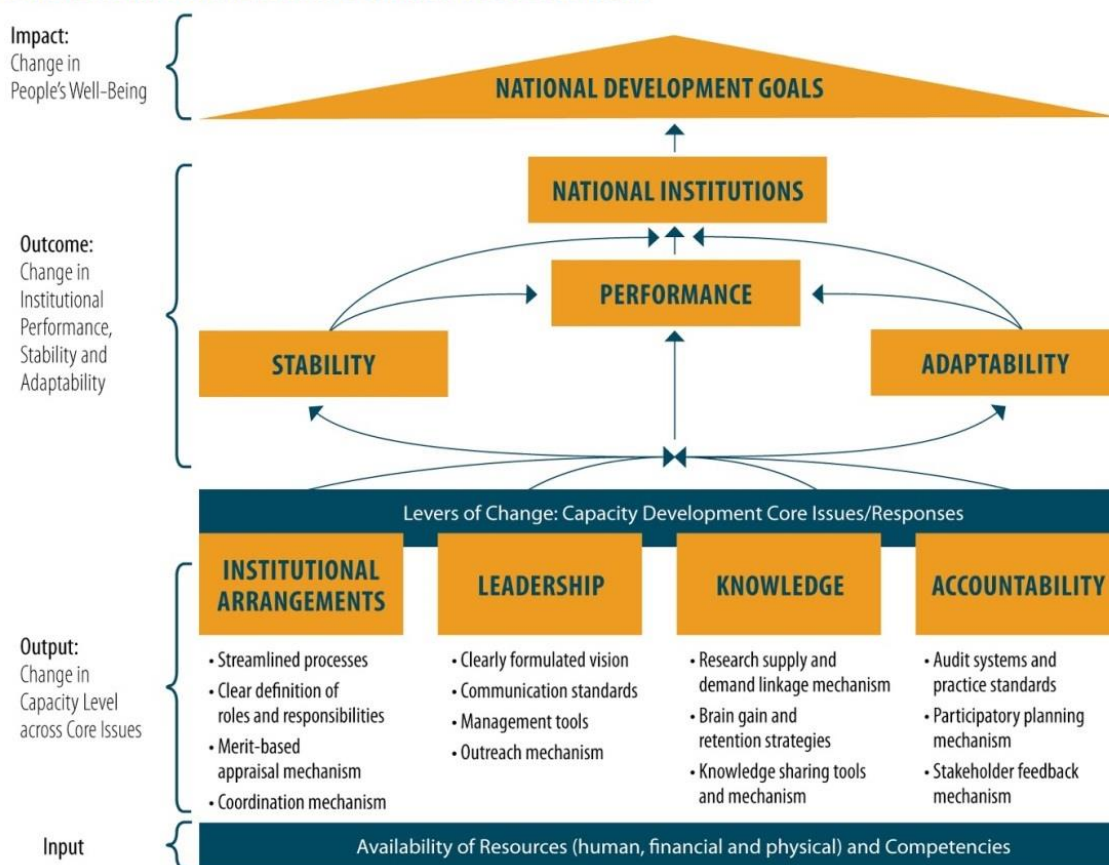 Impact:
Change in
People's Well-Being
NATIONAL DEVELOPMENT GOALS
NATIONAL INSTITUTIONS
Outcome:
Change in
Institutional
Performance,
Stability and
Adaptability
PERFORMANCE
STABILITY
ADAPTABILITY
Levers of Change: Capacity Development Core Issues/Responses
Output:
Change in
Capacity Level
across Core Issues
INSTITUTIONAL
ARRANGEMENTS
• Streamlined processes
• Clear definition of
roles and responsibilities
• Merit-based
appraisal mechanism
• Coordination mechanism
LEADERSHIP
• Clearly formulated vision
• Communication standards
• Management tools
• Outreach mechanism
KNOWLEDGE
• Research supply and
demand linkage mechanism
• Brain gain and
retention strategies
• Knowledge sharing tools
and mechanism
ACCOUNTABILITY
• Audit systems and
practice standards
• Participatory planning
mechanism
• Stakeholder feedback
mechanism
Input
Availability of Resources (human, financial and physical) and Competencies